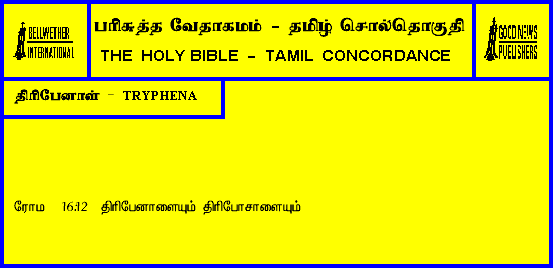 BELLWETHER
INTERNATIONAL
பரிசுத்த வேதாகமம் - தமிழ் சொல்தொகுதி
THE HOLY BIBLE - TAMIL CONCORDANCE
GOOD NEWS
PUBLISHERS
திரிபேனாள் - TRYPHENA
ரோம 16:12 திரிபேனாளையும் திரிபோசாளையும்